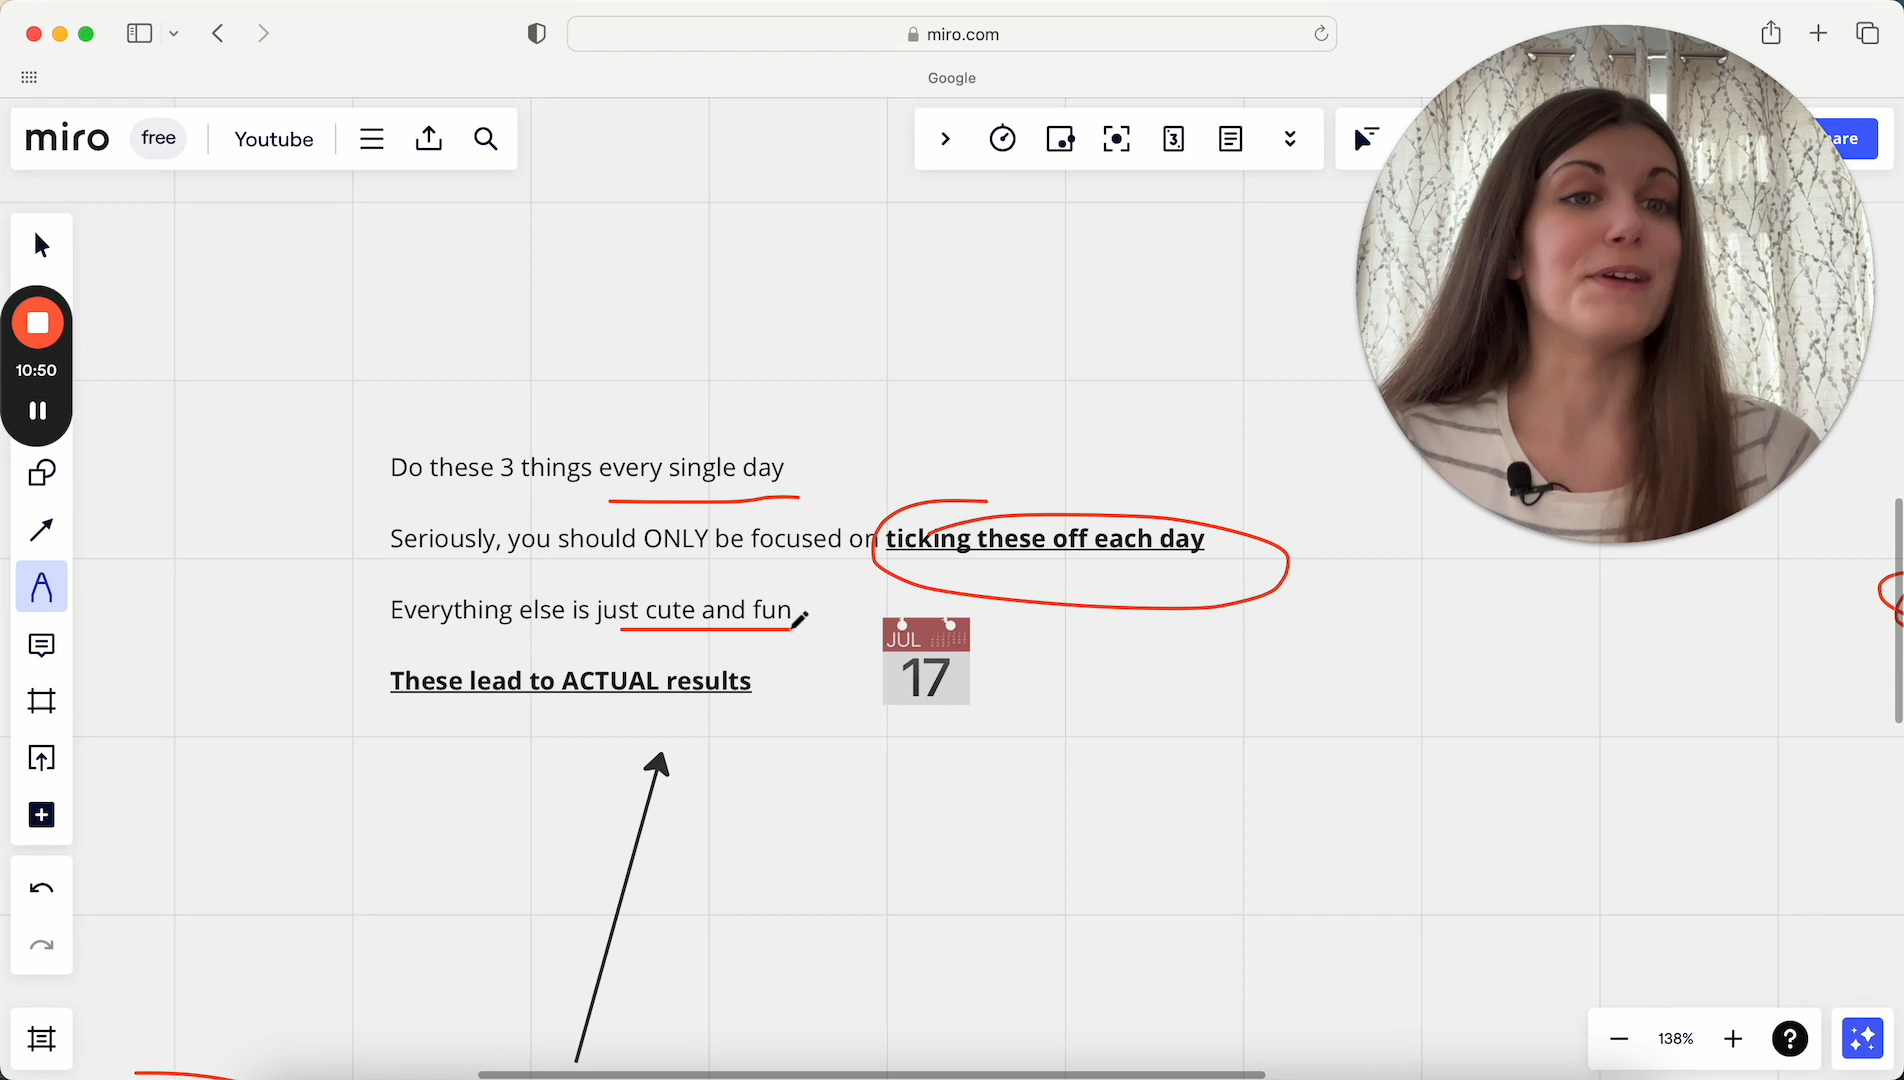 miro.com
Google
miro free Youtube
3
are
10:50
Do these 3 things every single day
Seriously, you should ONLY be focused on ticking these off each day
Everything else is just cute and fun
JUL
17
These lead to ACTUAL results
138%
?